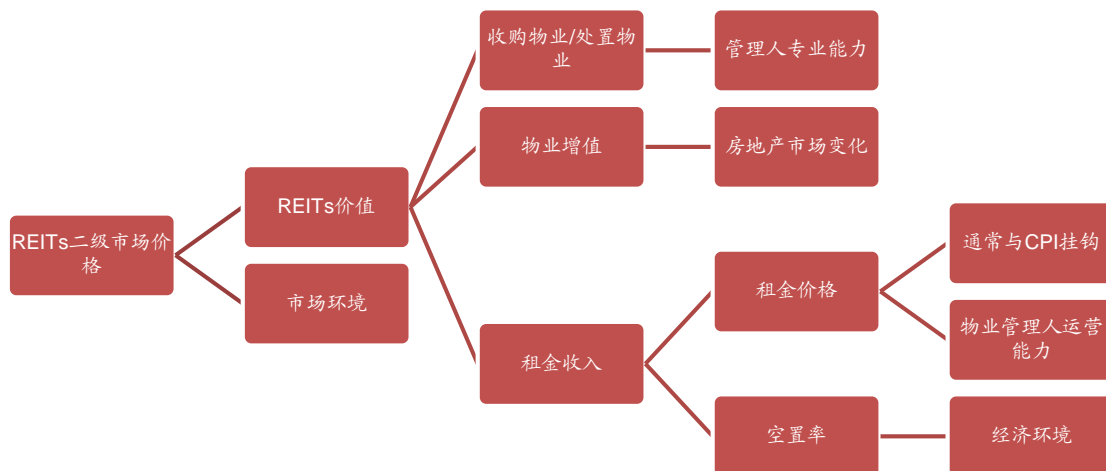 收购物业/处置物
业
管理人专业能力
物业增值
房地产市场变化
REITs价值
REITs二级市场价
格
市场环境
通常与CPI挂钩
租金价格
物业管理人运营
能力
租金收入
空置率
经济环境